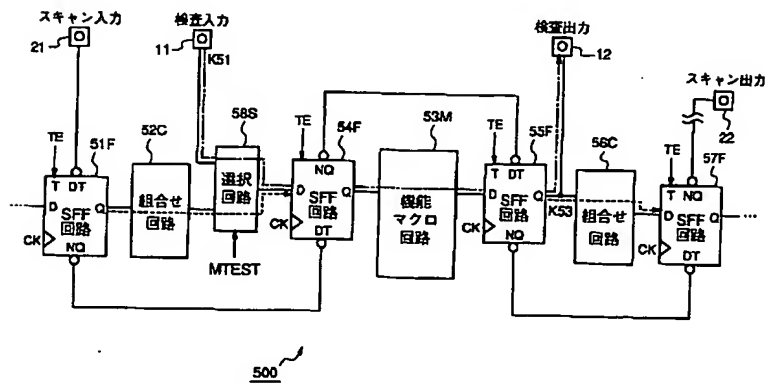 スキャン入力
21
検査入力
11
K51
検査出力
12
スキャン出力
22
TE
51F
52C
58S
TE
54F
53M
TE
55F
56C
TE
57F
T DT
D SFF Q
回路
CK
NQ
組合せ
回路
選択
回路
MTEST
NQ
T
D SFF Q
回路
CK
DT
機能
マクロ
回路
DT
T
D SFF Q
回路
CK
NQ
K53
組合せ
回路
T NQ
D SFF Q
回路
CK
DT
500